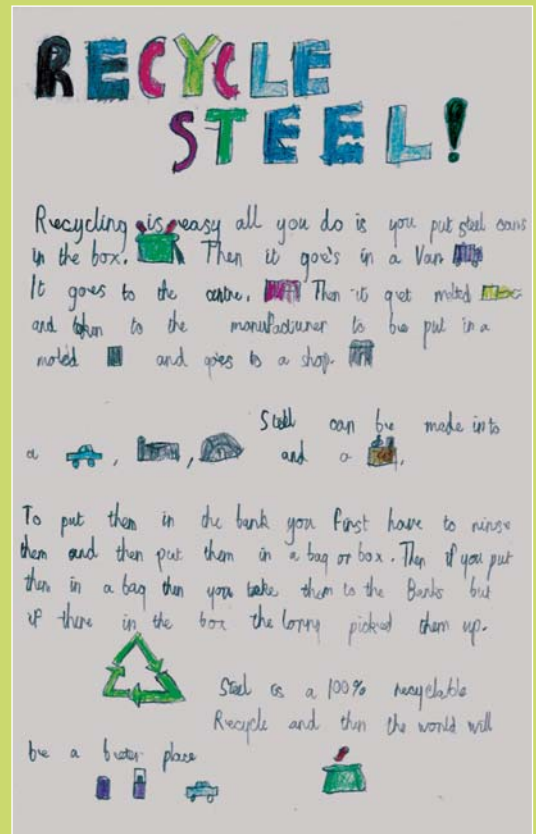 RECYCLE
STEEL!
Recycling is easy all you do is you put steel cans
in the box. Then it goe's in a Van
It goes to the centre. Then it get melted
and taken to the manufacturer to be put in a
moled and goes to a shop.
Steel can be made into
a , , and a .
To put them in the bank you first have to rinse
them and then put them in a bag or box. Then if you put
them in a bag then you take them to the Banks but
if there in the box the lorry picked them up.
Steel is a 100% recyclable
Recycle and then the world will
be a beter place